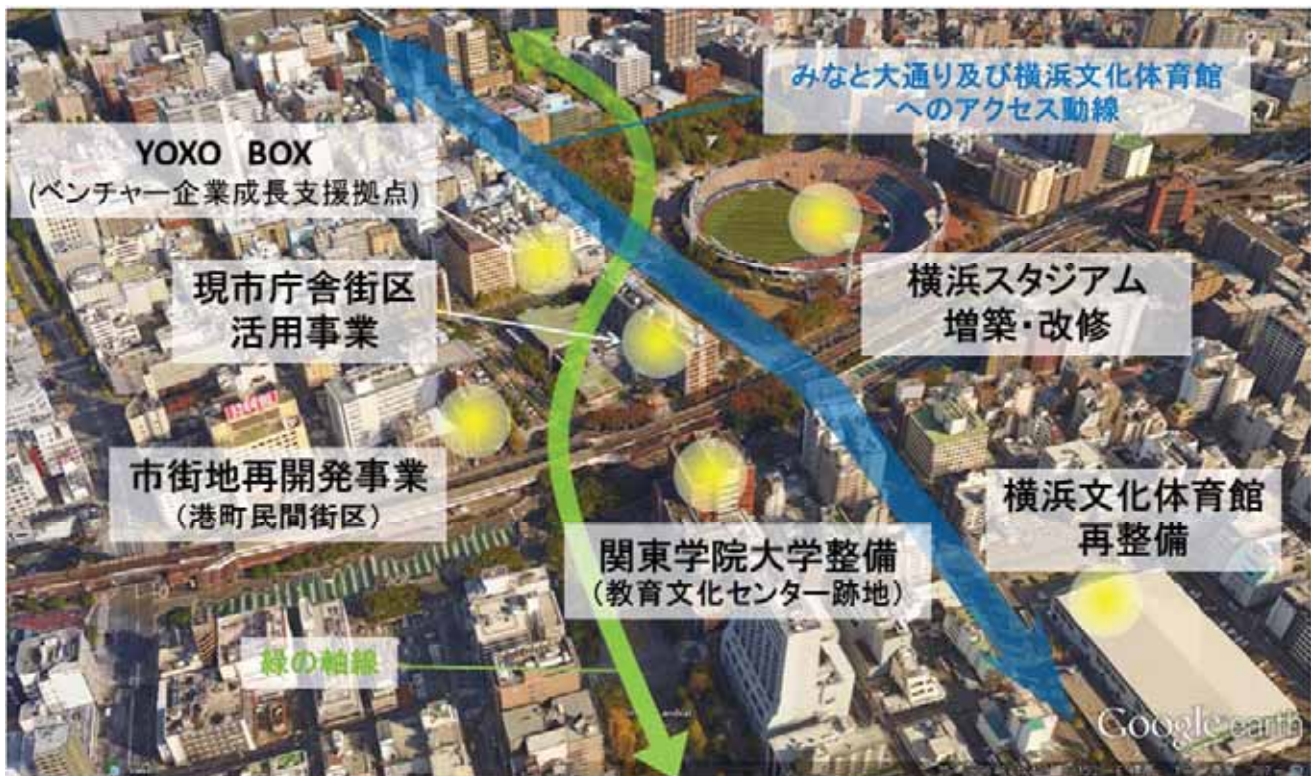 みなと大通り及び横浜文化体育館
へのアクセス動線
YOXO BOX
(ベンチャー企業成長支援拠点)
現市庁舎街区
活用事業
横浜スタジアム
増築・改修
市街地再開発事業
(港町民間街区)
横浜文化体育館
再整備
関東学院大学整備
(教育文化センター跡地)
緑の軸線
Google earth